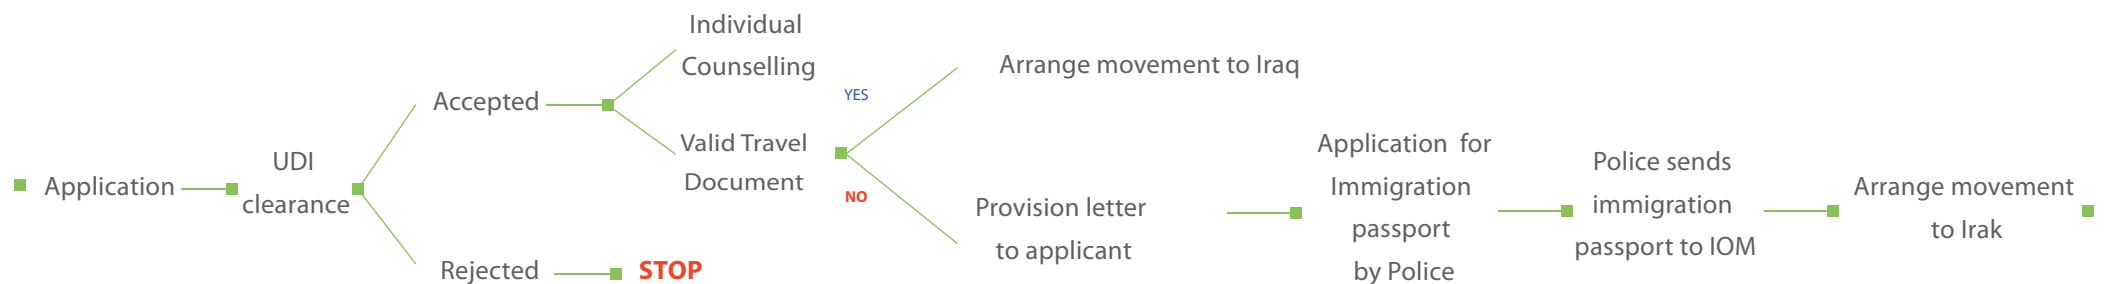 Application
UDI
clearance
Accepted
Individual
Counselling
Valid Travel
Document
YES
Arrange movement to Iraq
NO
Provision letter
to applicant
Application for
Immigration
passport
by Police
Police sends
immigration
passport to IOM
Arrange movement
to Irak
Rejected
STOP